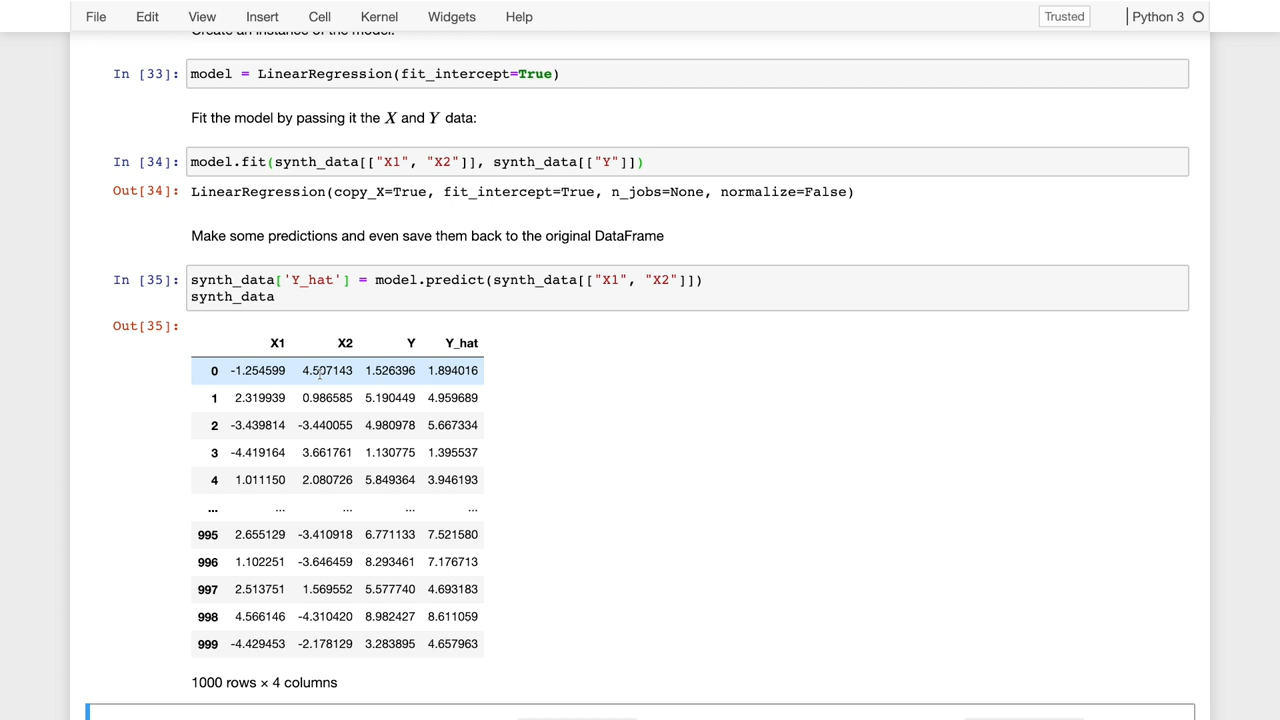 File Edit View Insert Cell Kernel Widgets Help Trusted Python 3
Create an instance of the model:
In [33]: model = LinearRegression(fit_intercept=True)
Fit the model by passing it the X and Y data:
In [34]: model.fit(synth_data[["X1", "X2"]], synth_data[["Y"]])
Out[34]: LinearRegression(copy_X=True, fit_intercept=True, n_jobs=None, normalize=False)
Make some predictions and even save them back to the original DataFrame
In [35]: synth_data['Y_hat'] = model.predict(synth_data[["X1", "X2"]])
synth_data
Out[35]:
X1 X2 Y Y_hat
0 -1.254599 4.507143 1.526396 1.894016
1 2.319939 0.986585 5.190449 4.959689
2 -3.439814 -3.440055 4.980978 5.667334
3 -4.419164 3.661761 1.130775 1.395537
4 1.011150 2.080726 5.849364 3.946193
... ... ... ... ...
995 2.655129 -3.410918 6.771133 7.521580
996 1.102251 -3.646459 8.293461 7.176713
997 2.513751 1.569552 5.577740 4.693183
998 4.566146 -4.310420 8.982427 8.611059
999 -4.429453 -2.178129 3.283895 4.657963
1000 rows × 4 columns